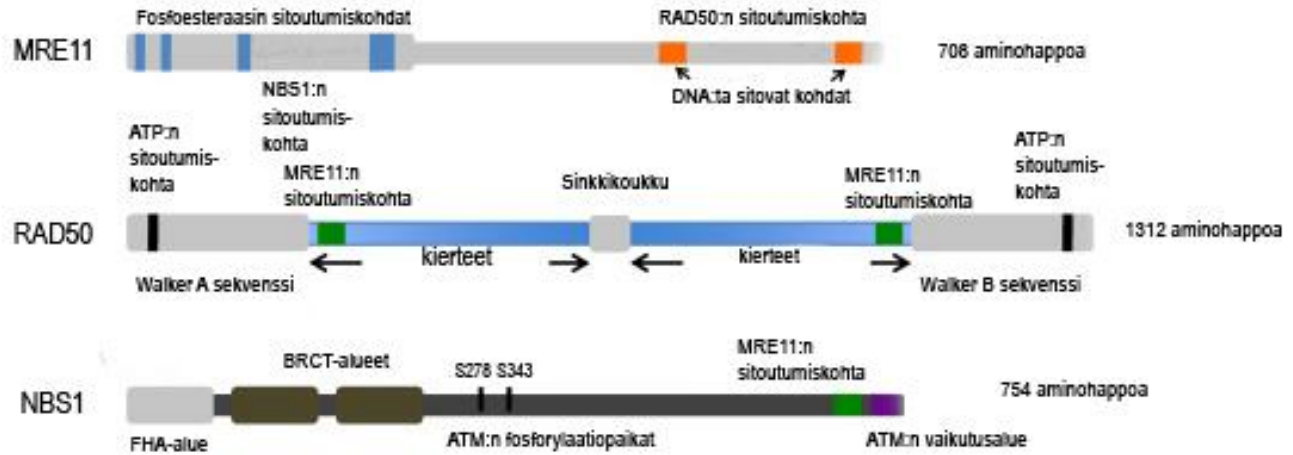 Fosfoesteraasin sitoutumiskohdat
RAD50:n sitoutumiskohta
MRE11
708 aminohappoa
DNA:ta sitovat kohdat
NBS1:n
sitoutumis-
kohta
ATP:n
sitoutumis-
kohta
MRE11:n
sitoutumiskohta
Sinkkikoukku
MRE11:n
sitoutumiskohta
ATP:n
sitoutumis-
kohta
RAD50
1312 aminohappoa
kierteet
kierteet
Walker A sekvenssi
Walker B sekvenssi
BRCT-alueet
S278 S343
MRE11:n
sitoutumiskohta
754 aminohappoa
NBS1
FHA-alue
ATM:n fosforylaatiopaikat
ATM:n vaikutusalue